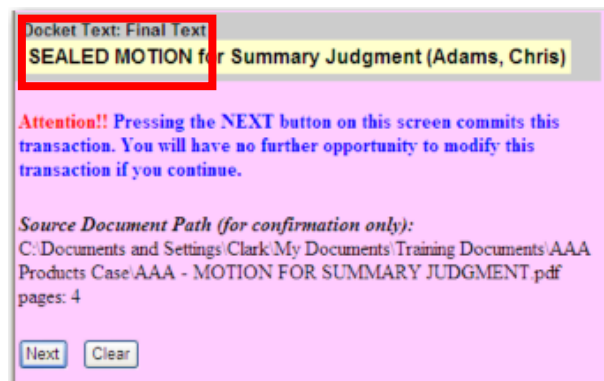 Docket Text: Final Text
SEALED MOTION for Summary Judgment (Adams, Chris)
Attention!! Pressing the NEXT button on this screen commits this
transaction. You will have no further opportunity to modify this
transaction if you continue.
Source Document Path (for confirmation only):
C:\Documents and Settings\Clark\My Documents\Training Documents\AAA
Products Case\AAA - MOTION FOR SUMMARY JUDGMENT.pdf
pages: 4
Next Clear